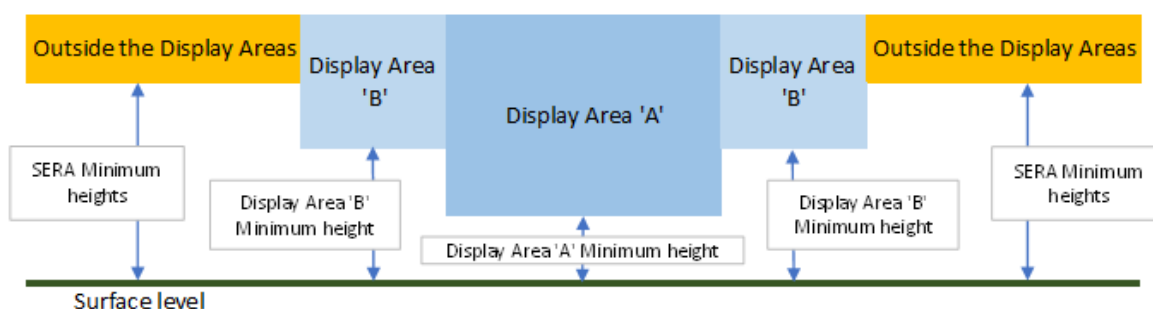 Outside the Display Areas
Display Area
'B'
Display Area 'A'
Display Area
'B'
Outside the Display Areas
SERA Minimum
heights
Display Area 'B'
Minimum height
Display Area 'A' Minimum height
Display Area 'B'
Minimum height
SERA Minimum
heights
Surface level